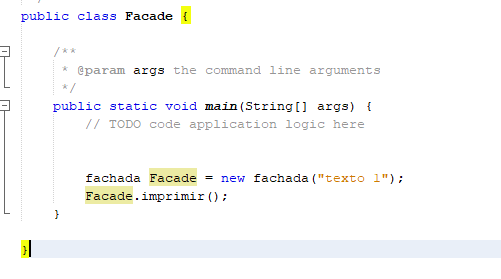 public class Facade {
/**
* @param args the command line arguments
*/
public static void main(String[] args) {
// TODO code application logic here
fachada Facade = new fachada("texto 1");
Facade.imprimir();
}
}